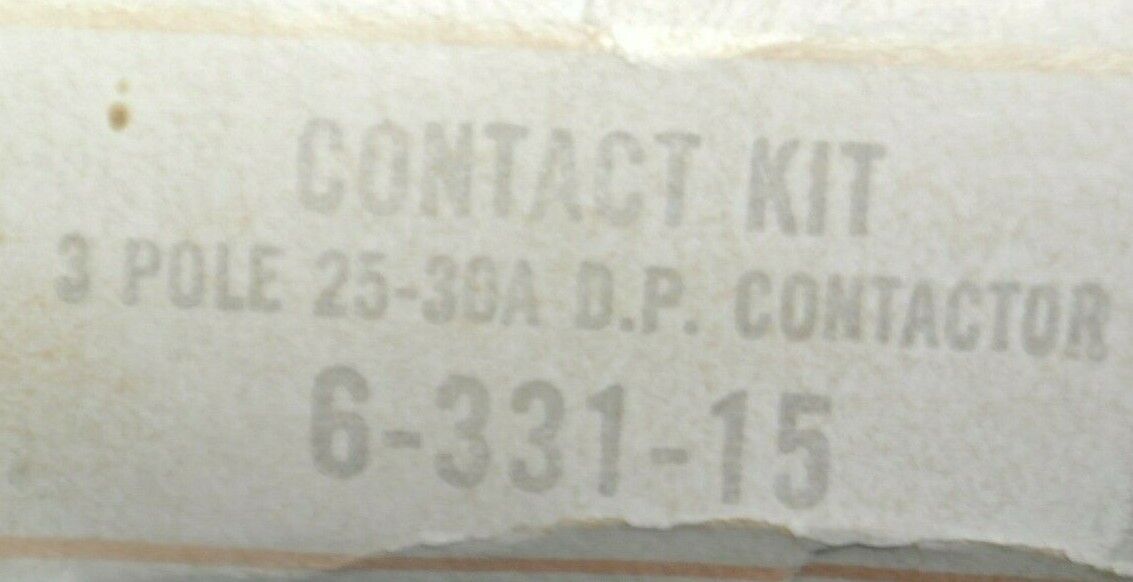 CONTACT KIT
3 POLE 25-30A D.P. CONTACTOR
6-331-15